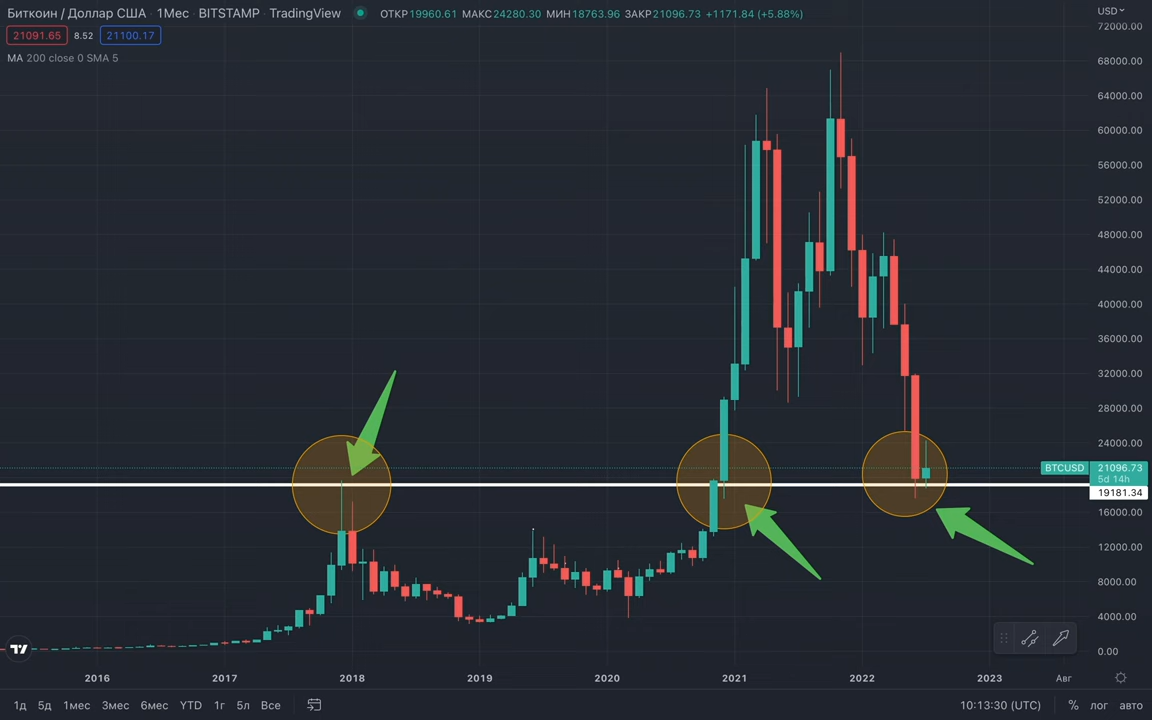 Биткоин / Доллар США · 1Мес · BITSTAMP · TradingView ОТКР19960.61 МАКС24280.30 МИН18763.96 ЗАКР21096.73 +1171.84 (+5.88%)
USD
21091.65 8.52 21100.17
MA 200 close 0 SMA 5
72000.00
68000.00
64000.00
60000.00
56000.00
52000.00
48000.00
44000.00
40000.00
36000.00
32000.00
28000.00
24000.00
BTCUSD 21096.73
5d 14h
19181.34
16000.00
12000.00
8000.00
4000.00
0.00
2016 2017 2018 2019 2020 2021 2022 2023 Авг
1д 5д 1мес 3мес 6мес YTD 1г 5л Все 10:13:30 (UTC) % лог авто